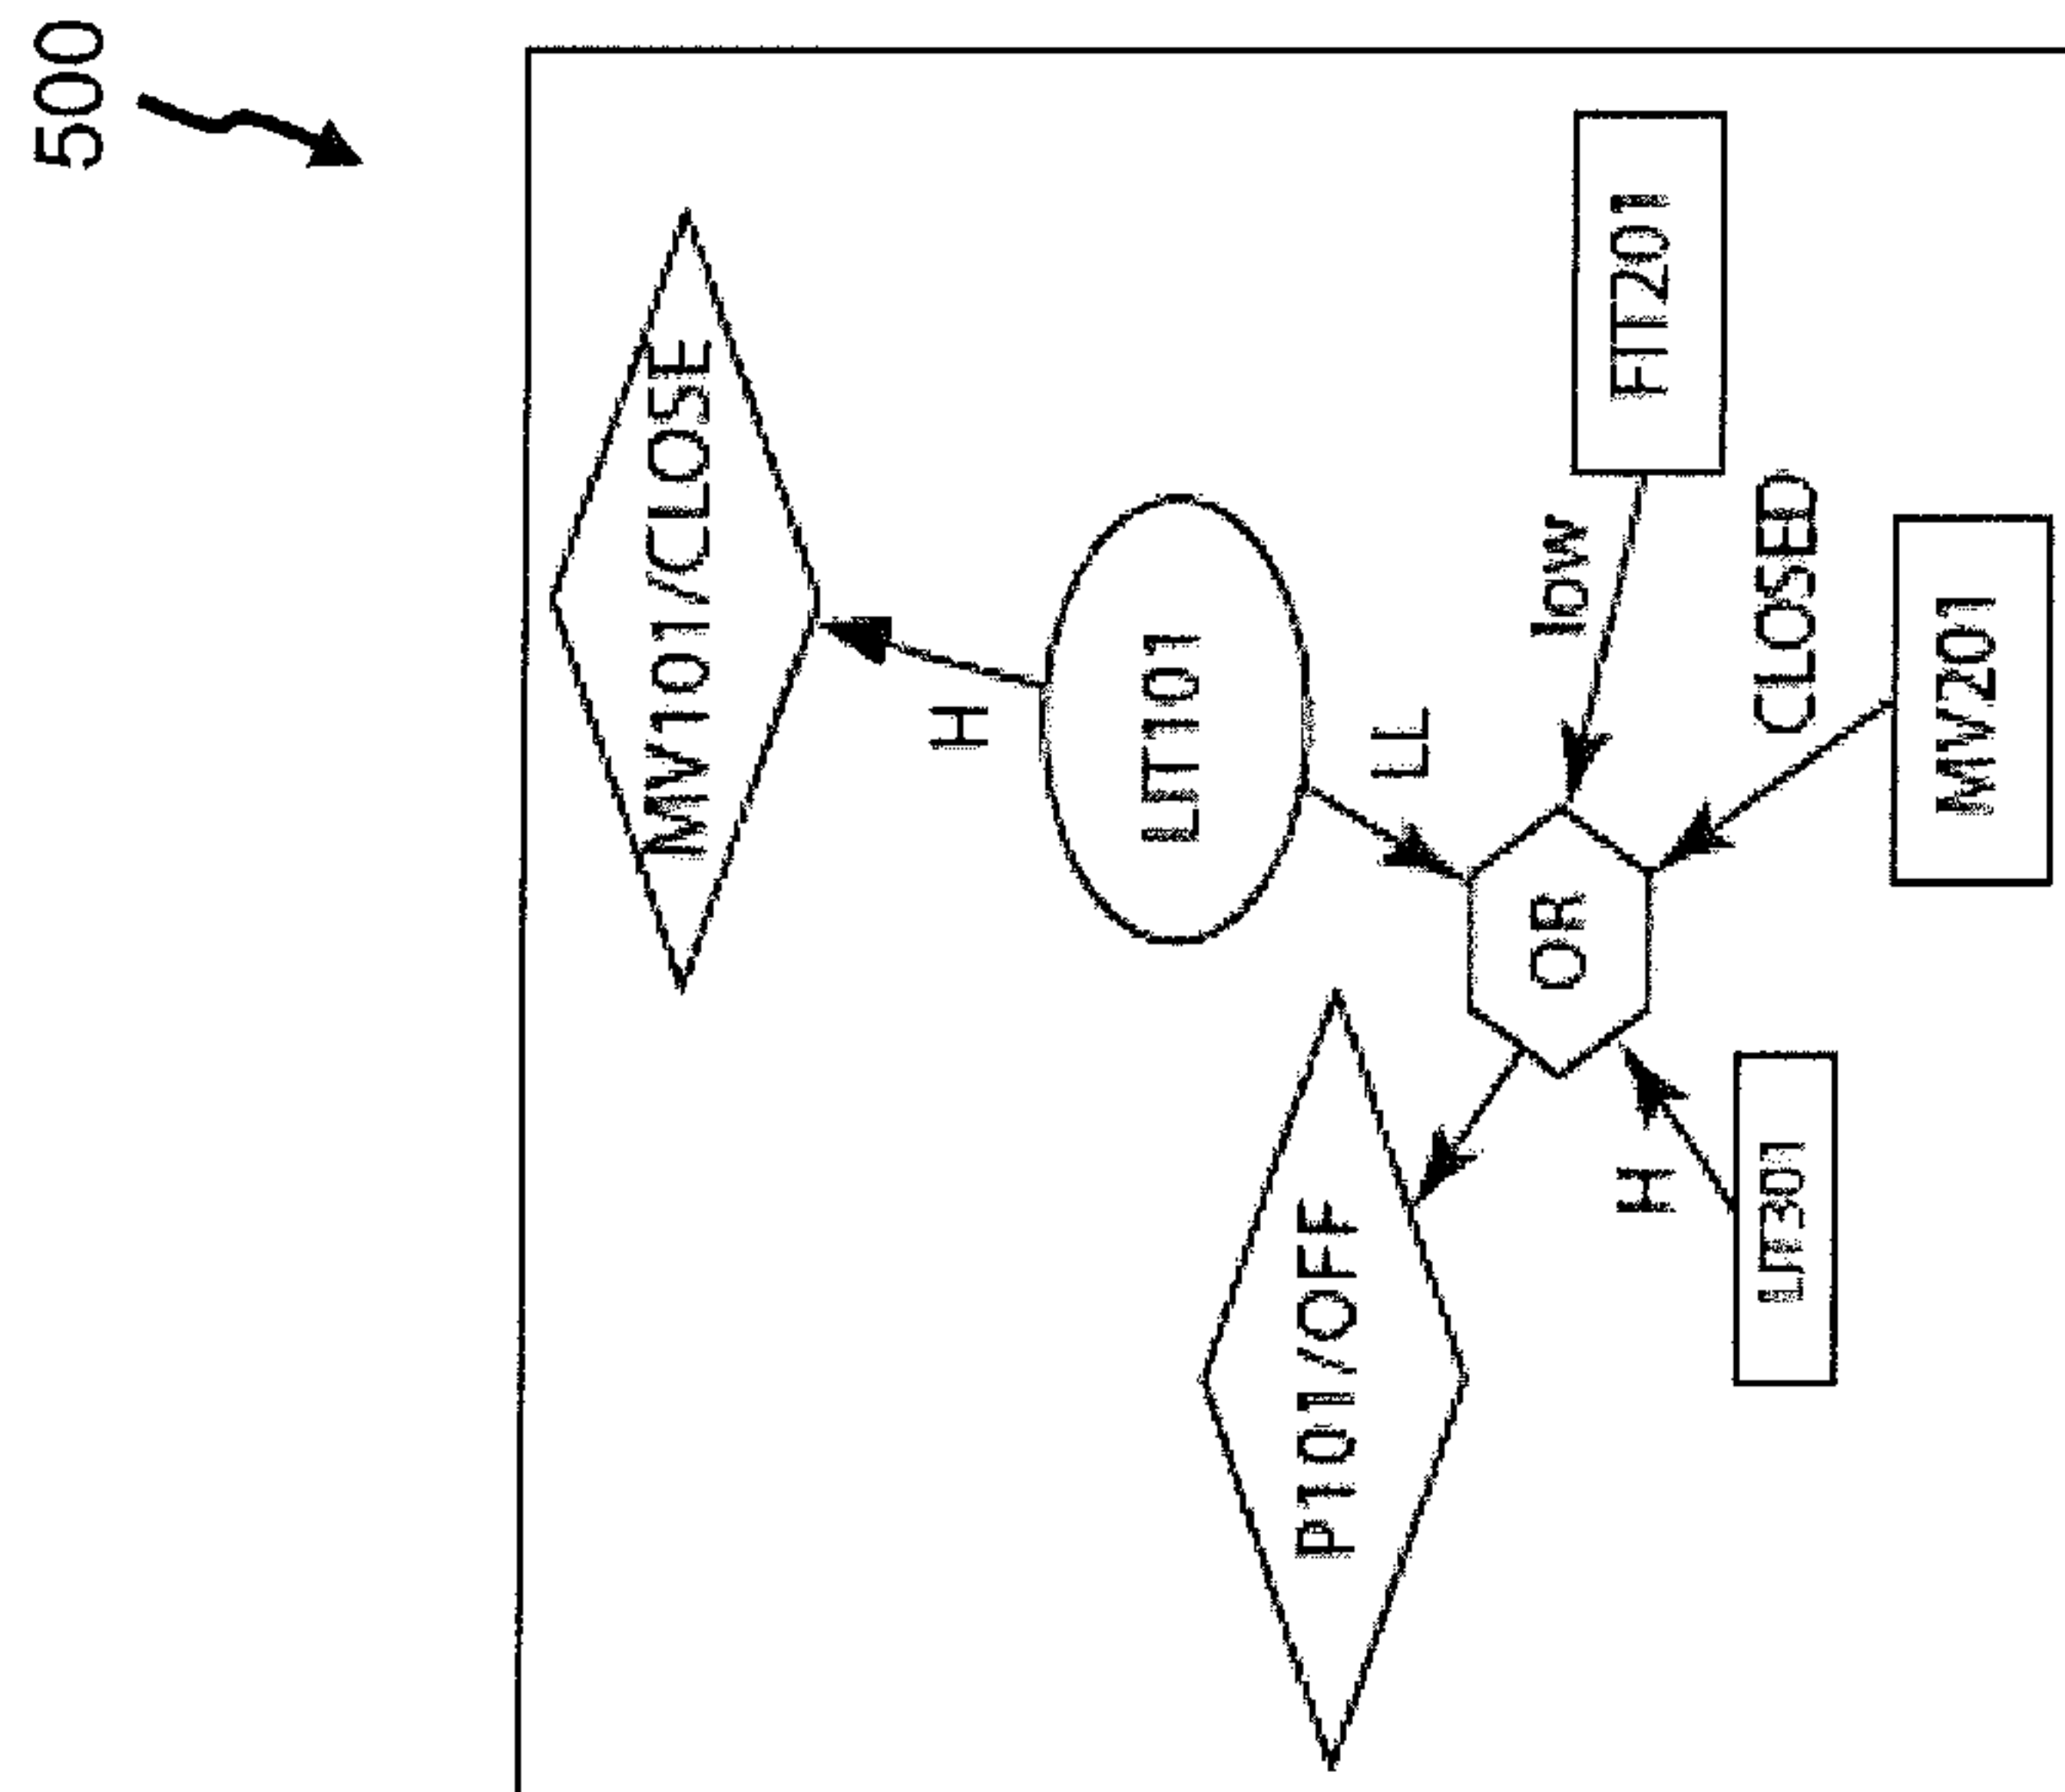 500
MV101/CLOSE
H
LIT101
LL
low
FIT201
CLOSED
MV201
OR
P101/OFF
H
LIT301